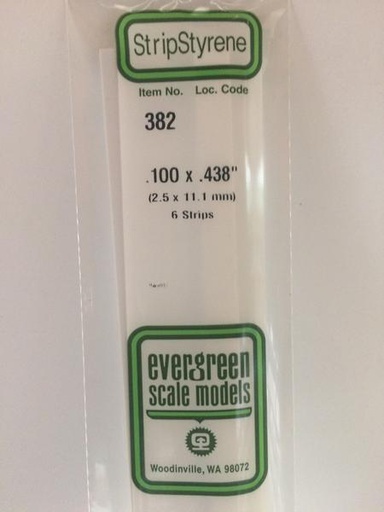 StripStyrene
Item No. Loc. Code
382
.100 x .438"
(2.5 x 11.1 mm)
6 Strips
evergreen
scale models
Woodinville, WA 98072